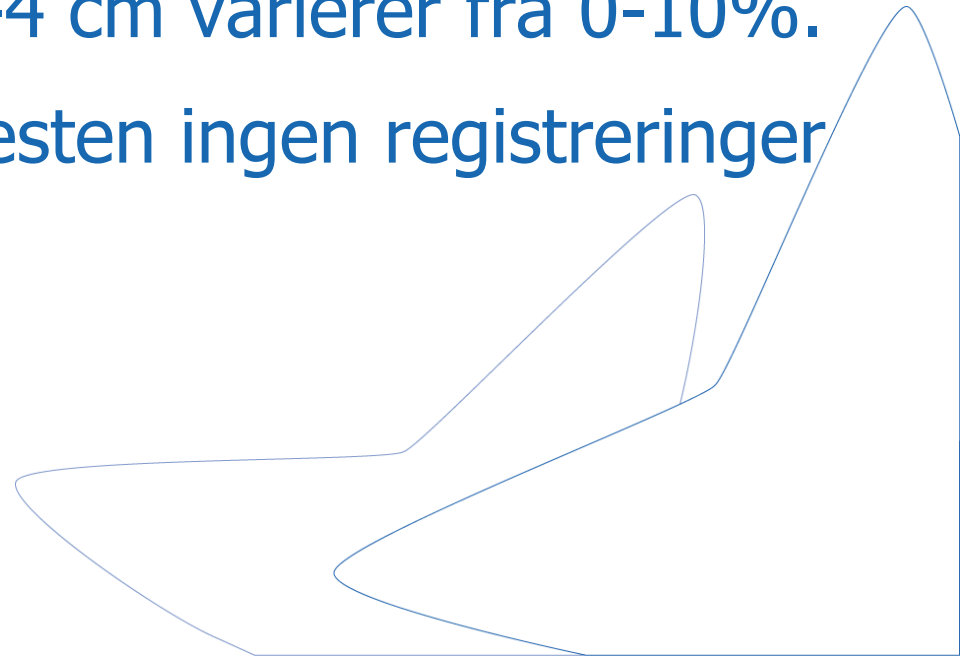 -4 cm varierer fra 0-10%.
esten ingen registreringer